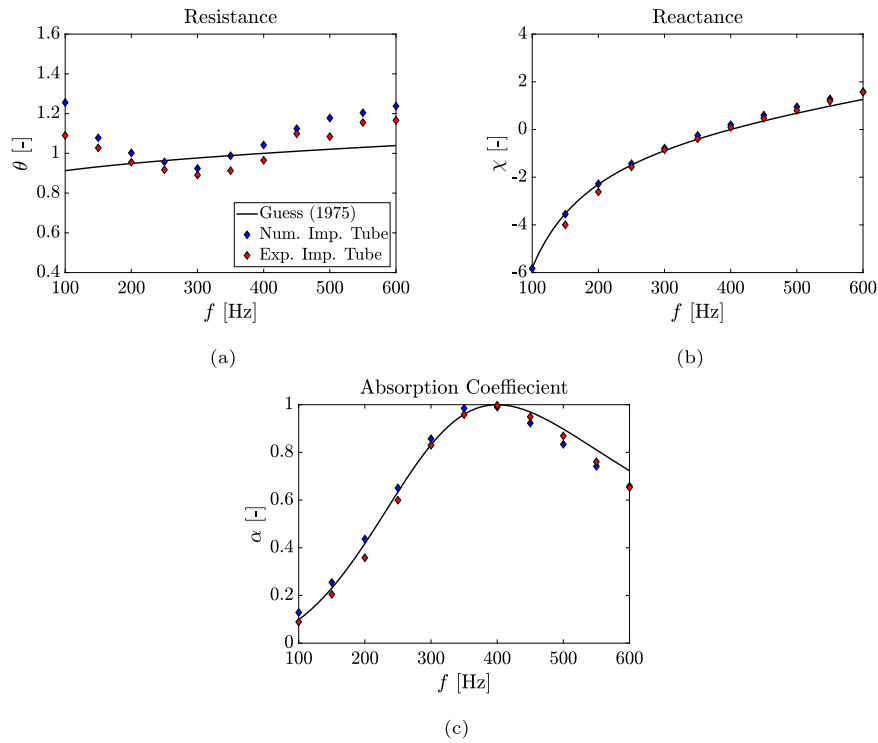 Resistance
1.6
1.4
1.2
1
0.8
0.6
0.4
θ [-]
Guess (1975)
Num. Imp. Tube
Exp. Imp. Tube
100 200 300 400 500 600
f [Hz]
(a)
Reactance
4
2
0
-2
-4
-6
χ [-]
100 200 300 400 500 600
f [Hz]
(b)
Absorption Coeffiecient
1
0.8
0.6
0.4
0.2
0
α [-]
100 200 300 400 500 600
f [Hz]
(c)